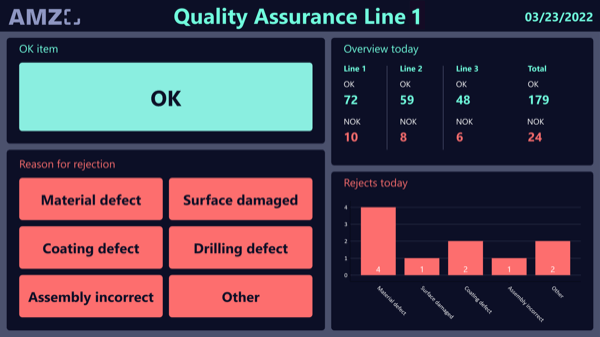 AMZ
Quality Assurance Line 1
03/23/2022
OK item
OK
Reason for rejection
Material defect
Surface damaged
Coating defect
Drilling defect
Assembly incorrect
Other
Overview today
Line 1 Line 2 Line 3 Total
OK OK OK OK
72 59 48 179
NOK NOK NOK NOK
10 8 6 24
Rejects today
4
3
2
1
0
4 1 2 1 2
Material defect
Surface damaged
Coating defect
Assembly incorrect
Other